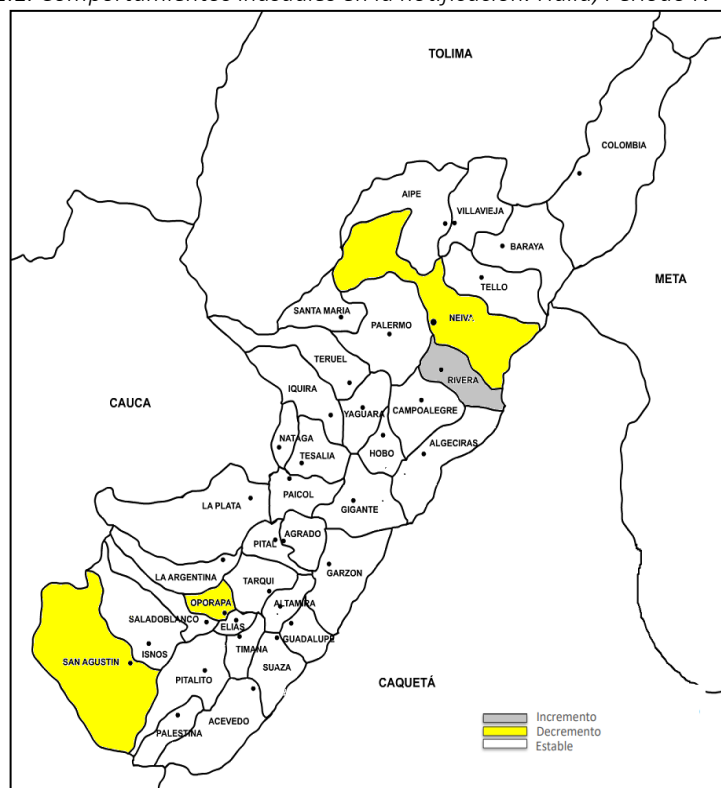 TOLIMA
COLOMBIA
AIPE
VILLAVIEJA
BARAYA
META
TELLO
SANTA MARIA
NEIVA
PALERMO
TERUEL
RIVERA
IQUIRA
CAUCA
YAGUARA
CAMPOALEGRE
NATAGA
ALGECIRAS
HOBO
TESALIA
PAICOL
LA PLATA
GIGANTE
AGRADO
PITAL
GARZON
LA ARGENTINA
TARQUI
OPORAPA
ALTAMIRA
SALADOBLANCO
ELIAS
GUADALUPE
ISNOS
TIMANA
SAN AGUSTIN
SUAZA
PITALITO
CAQUETÁ
ACEVEDO
PALESTINA
Incremento
Decremento
Estable